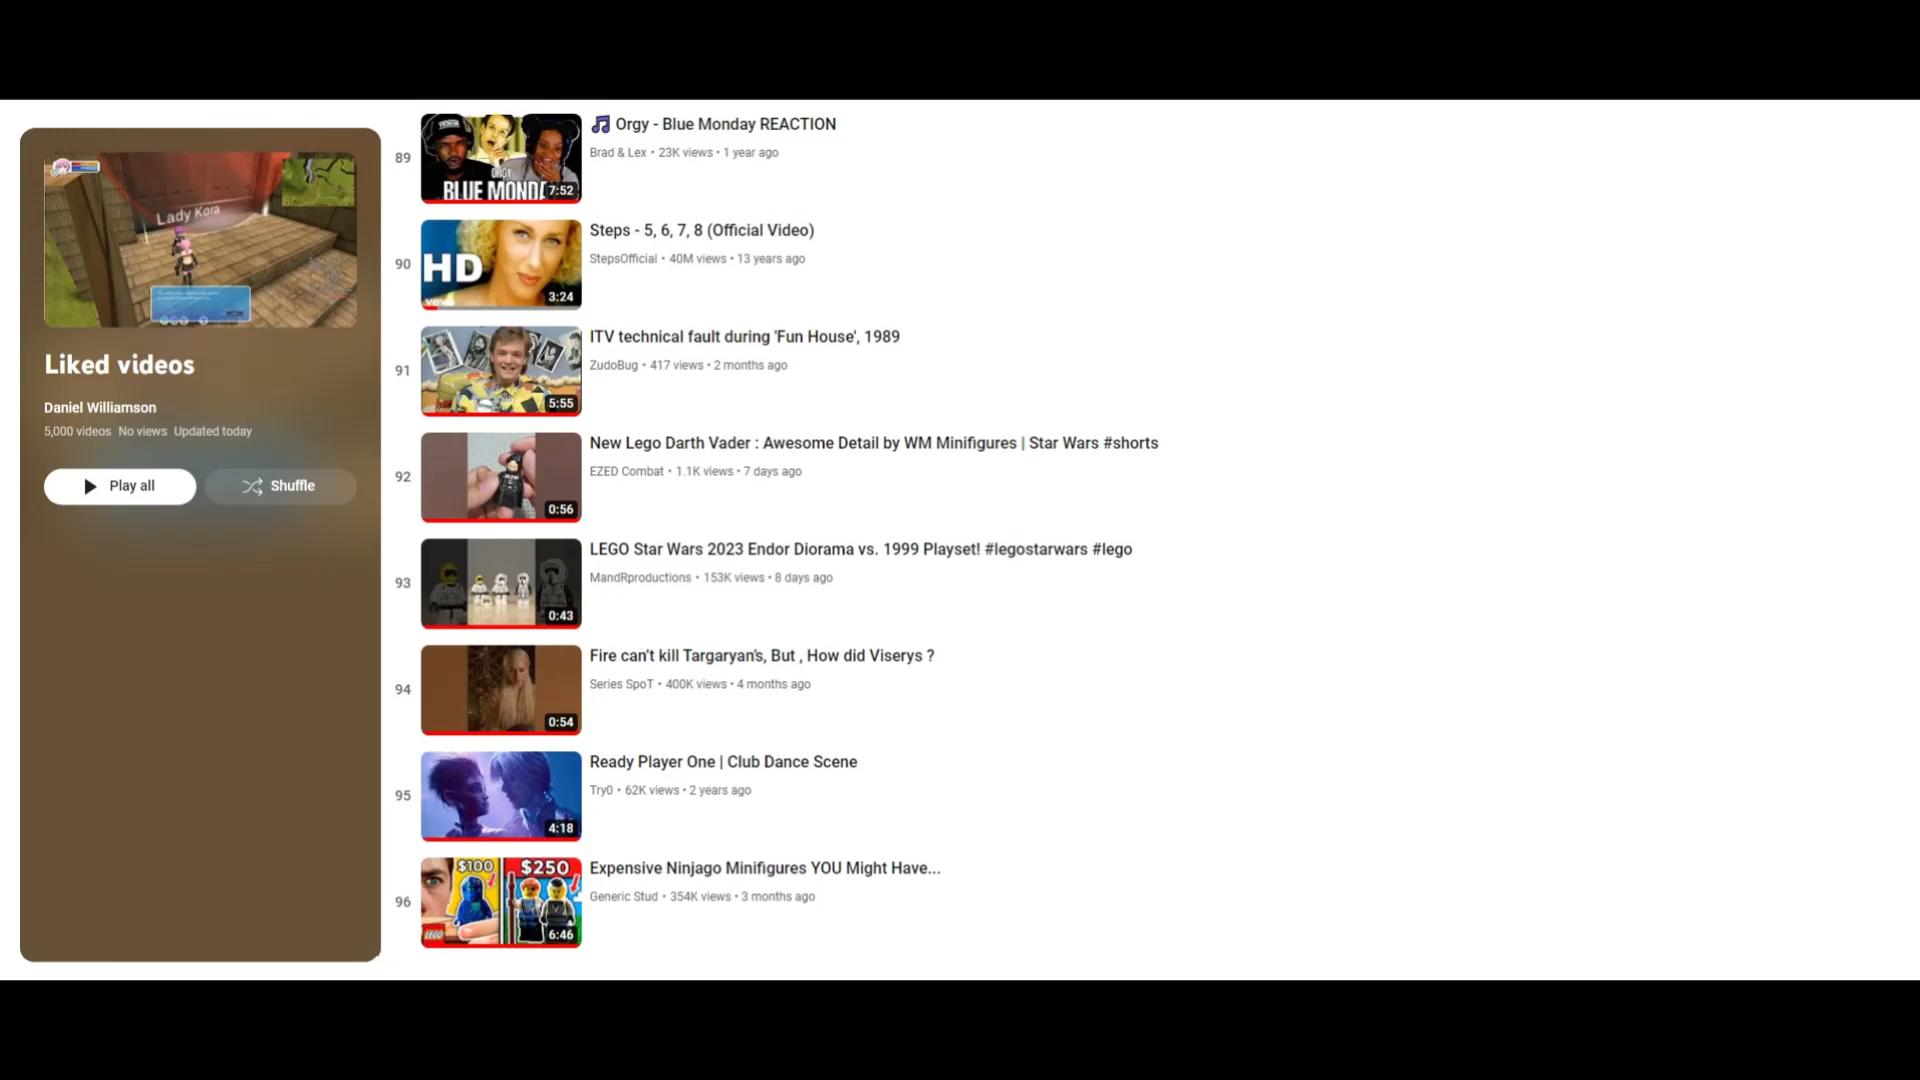 Lady Kora
Liked videos
Daniel Williamson
5,000 videos No views Updated today
Play all
Shuffle
89
ORGY
BLUE MOND
7:52
🎵 Orgy - Blue Monday REACTION
Brad & Lex • 23K views • 1 year ago
90
HD
vevo
3:24
Steps - 5, 6, 7, 8 (Official Video)
StepsOfficial • 40M views • 13 years ago
91
5:55
ITV technical fault during 'Fun House', 1989
ZudoBug • 417 views • 2 months ago
92
0:56
New Lego Darth Vader : Awesome Detail by WM Minifigures | Star Wars #shorts
EZED Combat • 1.1K views • 7 days ago
93
0:43
LEGO Star Wars 2023 Endor Diorama vs. 1999 Playset! #legostarwars #lego
MandRproductions • 153K views • 8 days ago
94
0:54
Fire can't kill Targaryan's, But , How did Viserys ?
Series SpoT • 400K views • 4 months ago
95
4:18
Ready Player One | Club Dance Scene
Try0 • 62K views • 2 years ago
96
$100
$250
LEGO
6:46
Expensive Ninjago Minifigures YOU Might Have...
Generic Stud • 354K views • 3 months ago